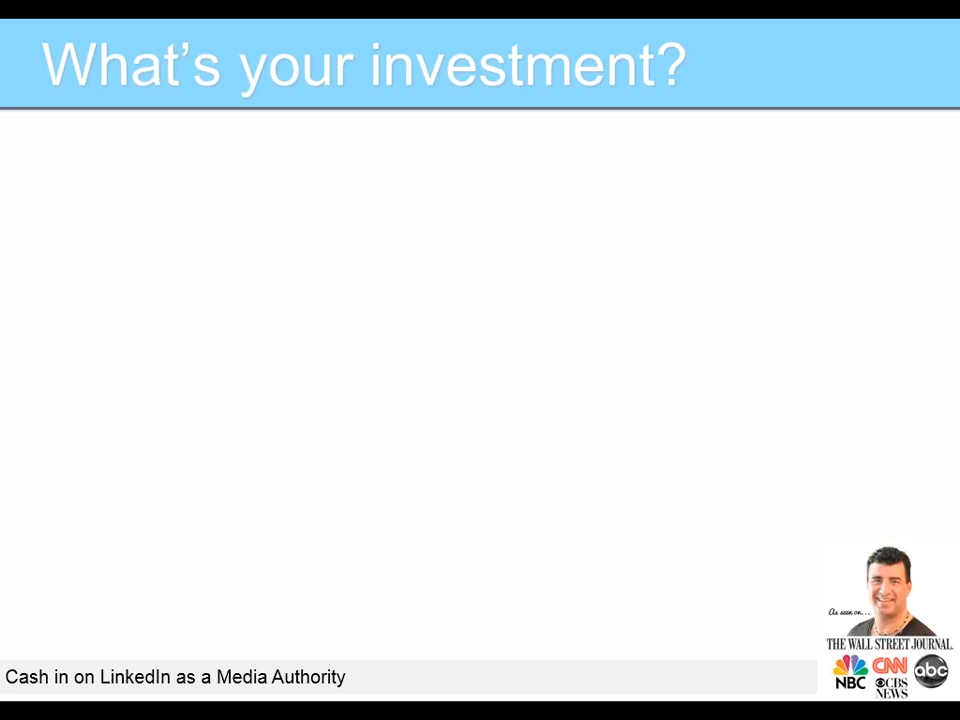 What's your investment?
As seen on...
THE WALL STREET JOURNAL.
NBC
CNN
CBS
NEWS
abc
Cash in on LinkedIn as a Media Authority